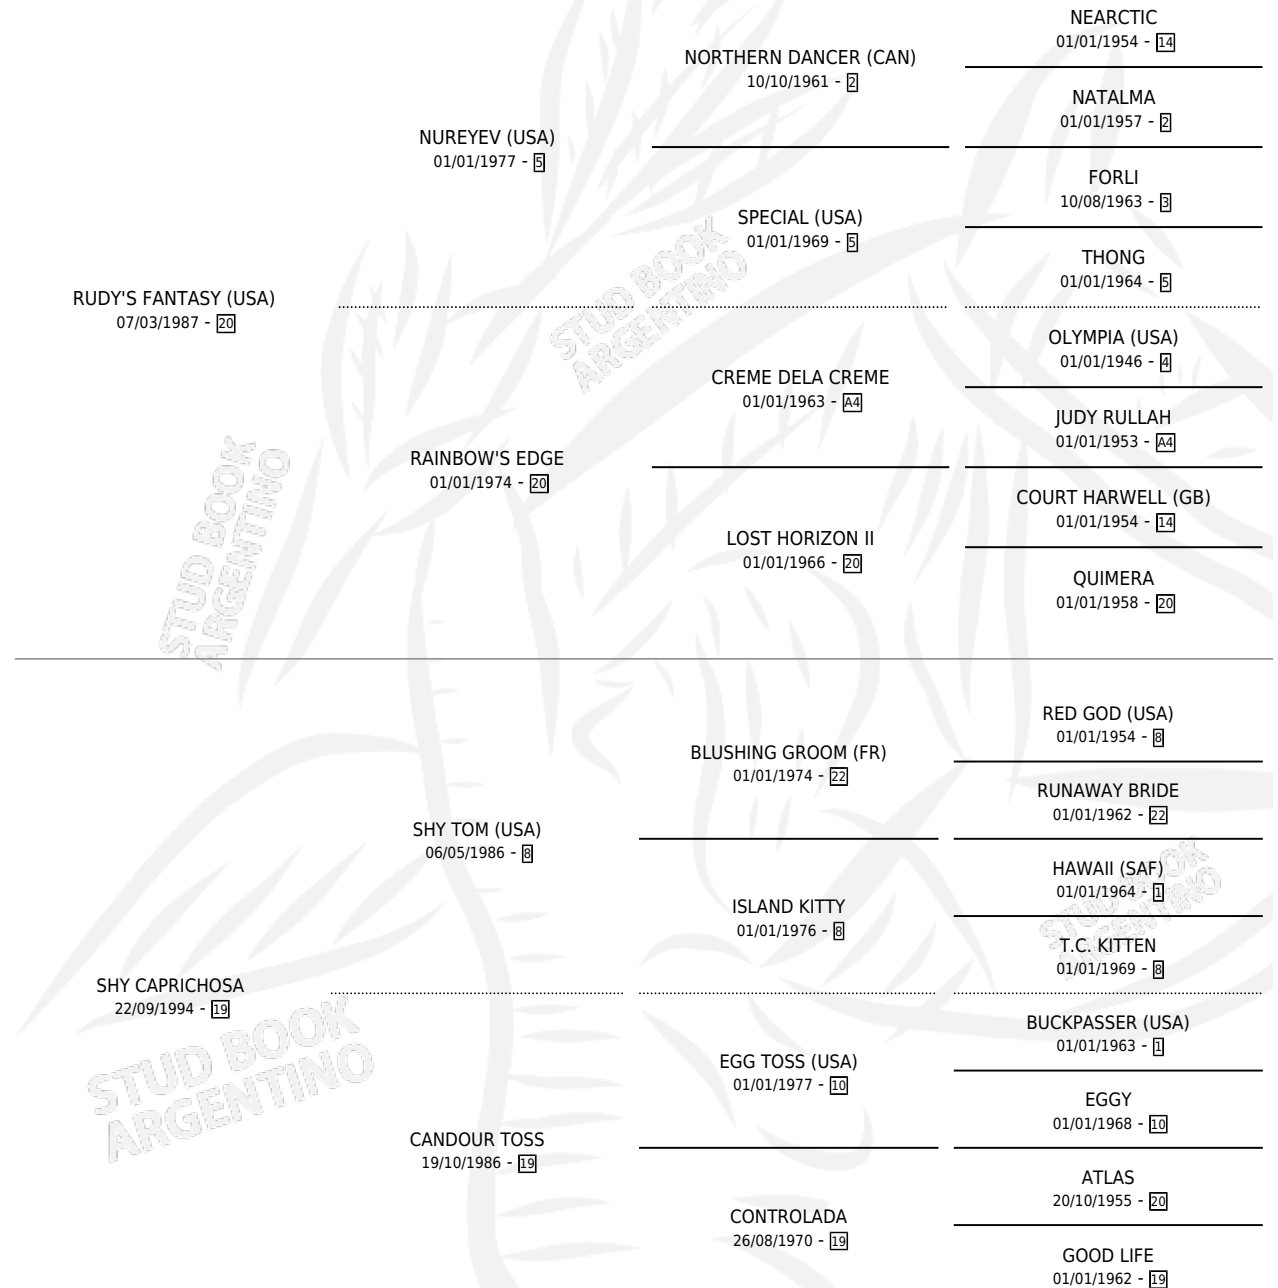 NEARCTIC
01/01/1954 - 14
NORTHERN DANCER (CAN)
10/10/1961 - 2
NATALMA
01/01/1957 - 2
NUREYEV (USA)
01/01/1977 - 5
FORLI
10/08/1963 - 3
SPECIAL (USA)
01/01/1969 - 5
THONG
01/01/1964 - 5
RUDY'S FANTASY (USA)
07/03/1987 - 20
STUD BOOK
ARGENTINO
OLYMPIA (USA)
01/01/1946 - 4
CREME DELA CREME
01/01/1963 - A4
JUDY RULLAH
01/01/1953 - A4
RAINBOW'S EDGE
01/01/1974 - 20
COURT HARWELL (GB)
01/01/1954 - 14
LOST HORIZON II
01/01/1966 - 20
QUIMERA
01/01/1958 - 20
STUD BOOK
ARGENTINO
RED GOD (USA)
01/01/1954 - 8
BLUSHING GROOM (FR)
01/01/1974 - 22
RUNAWAY BRIDE
01/01/1962 - 22
SHY TOM (USA)
06/05/1986 - 8
HAWAII (SAF)
01/01/1964 - 1
ISLAND KITTY
01/01/1976 - 8
T.C. KITTEN
01/01/1969 - 8
STUD BOOK
ARGENTINO
SHY CAPRICHOSA
22/09/1994 - 19
BUCKPASSER (USA)
01/01/1963 - 1
EGG TOSS (USA)
01/01/1977 - 10
EGGY
01/01/1968 - 10
CANDOUR TOSS
19/10/1986 - 19
ATLAS
20/10/1955 - 20
CONTROLADA
26/08/1970 - 19
GOOD LIFE
01/01/1962 - 19
STUD BOOK
ARGENTINO